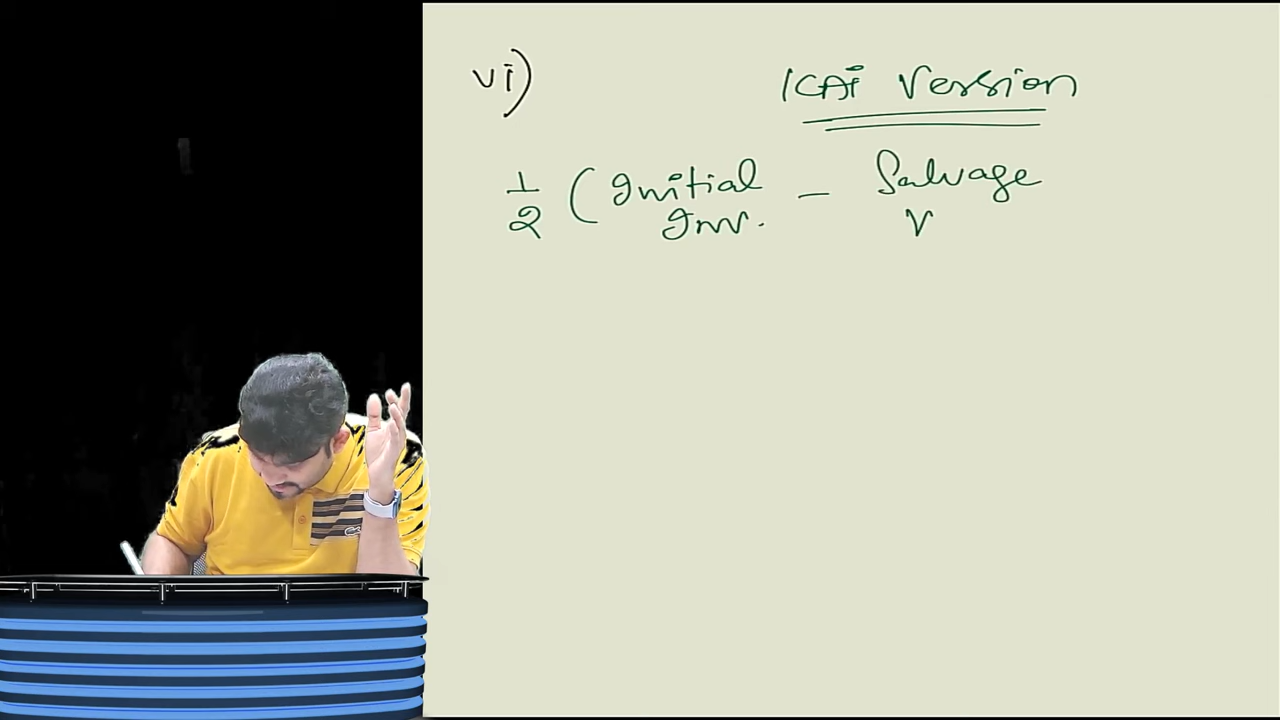 vi)
ICAI Version
1/2 ( Initial Inv. - Salvage V